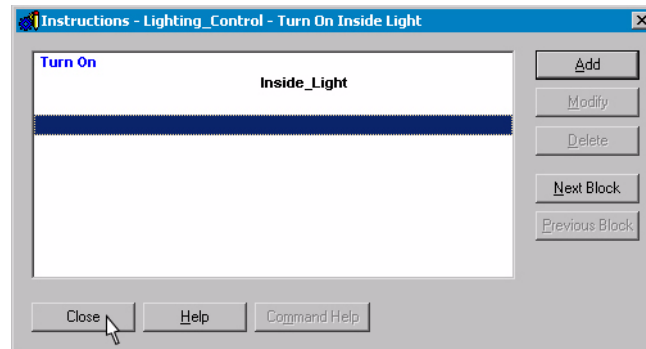 Instructions - Lighting_Control - Turn On Inside Light
Turn On
Inside_Light
Add
Modify
Delete
Next Block
Previous Block
Close
Help
Command Help